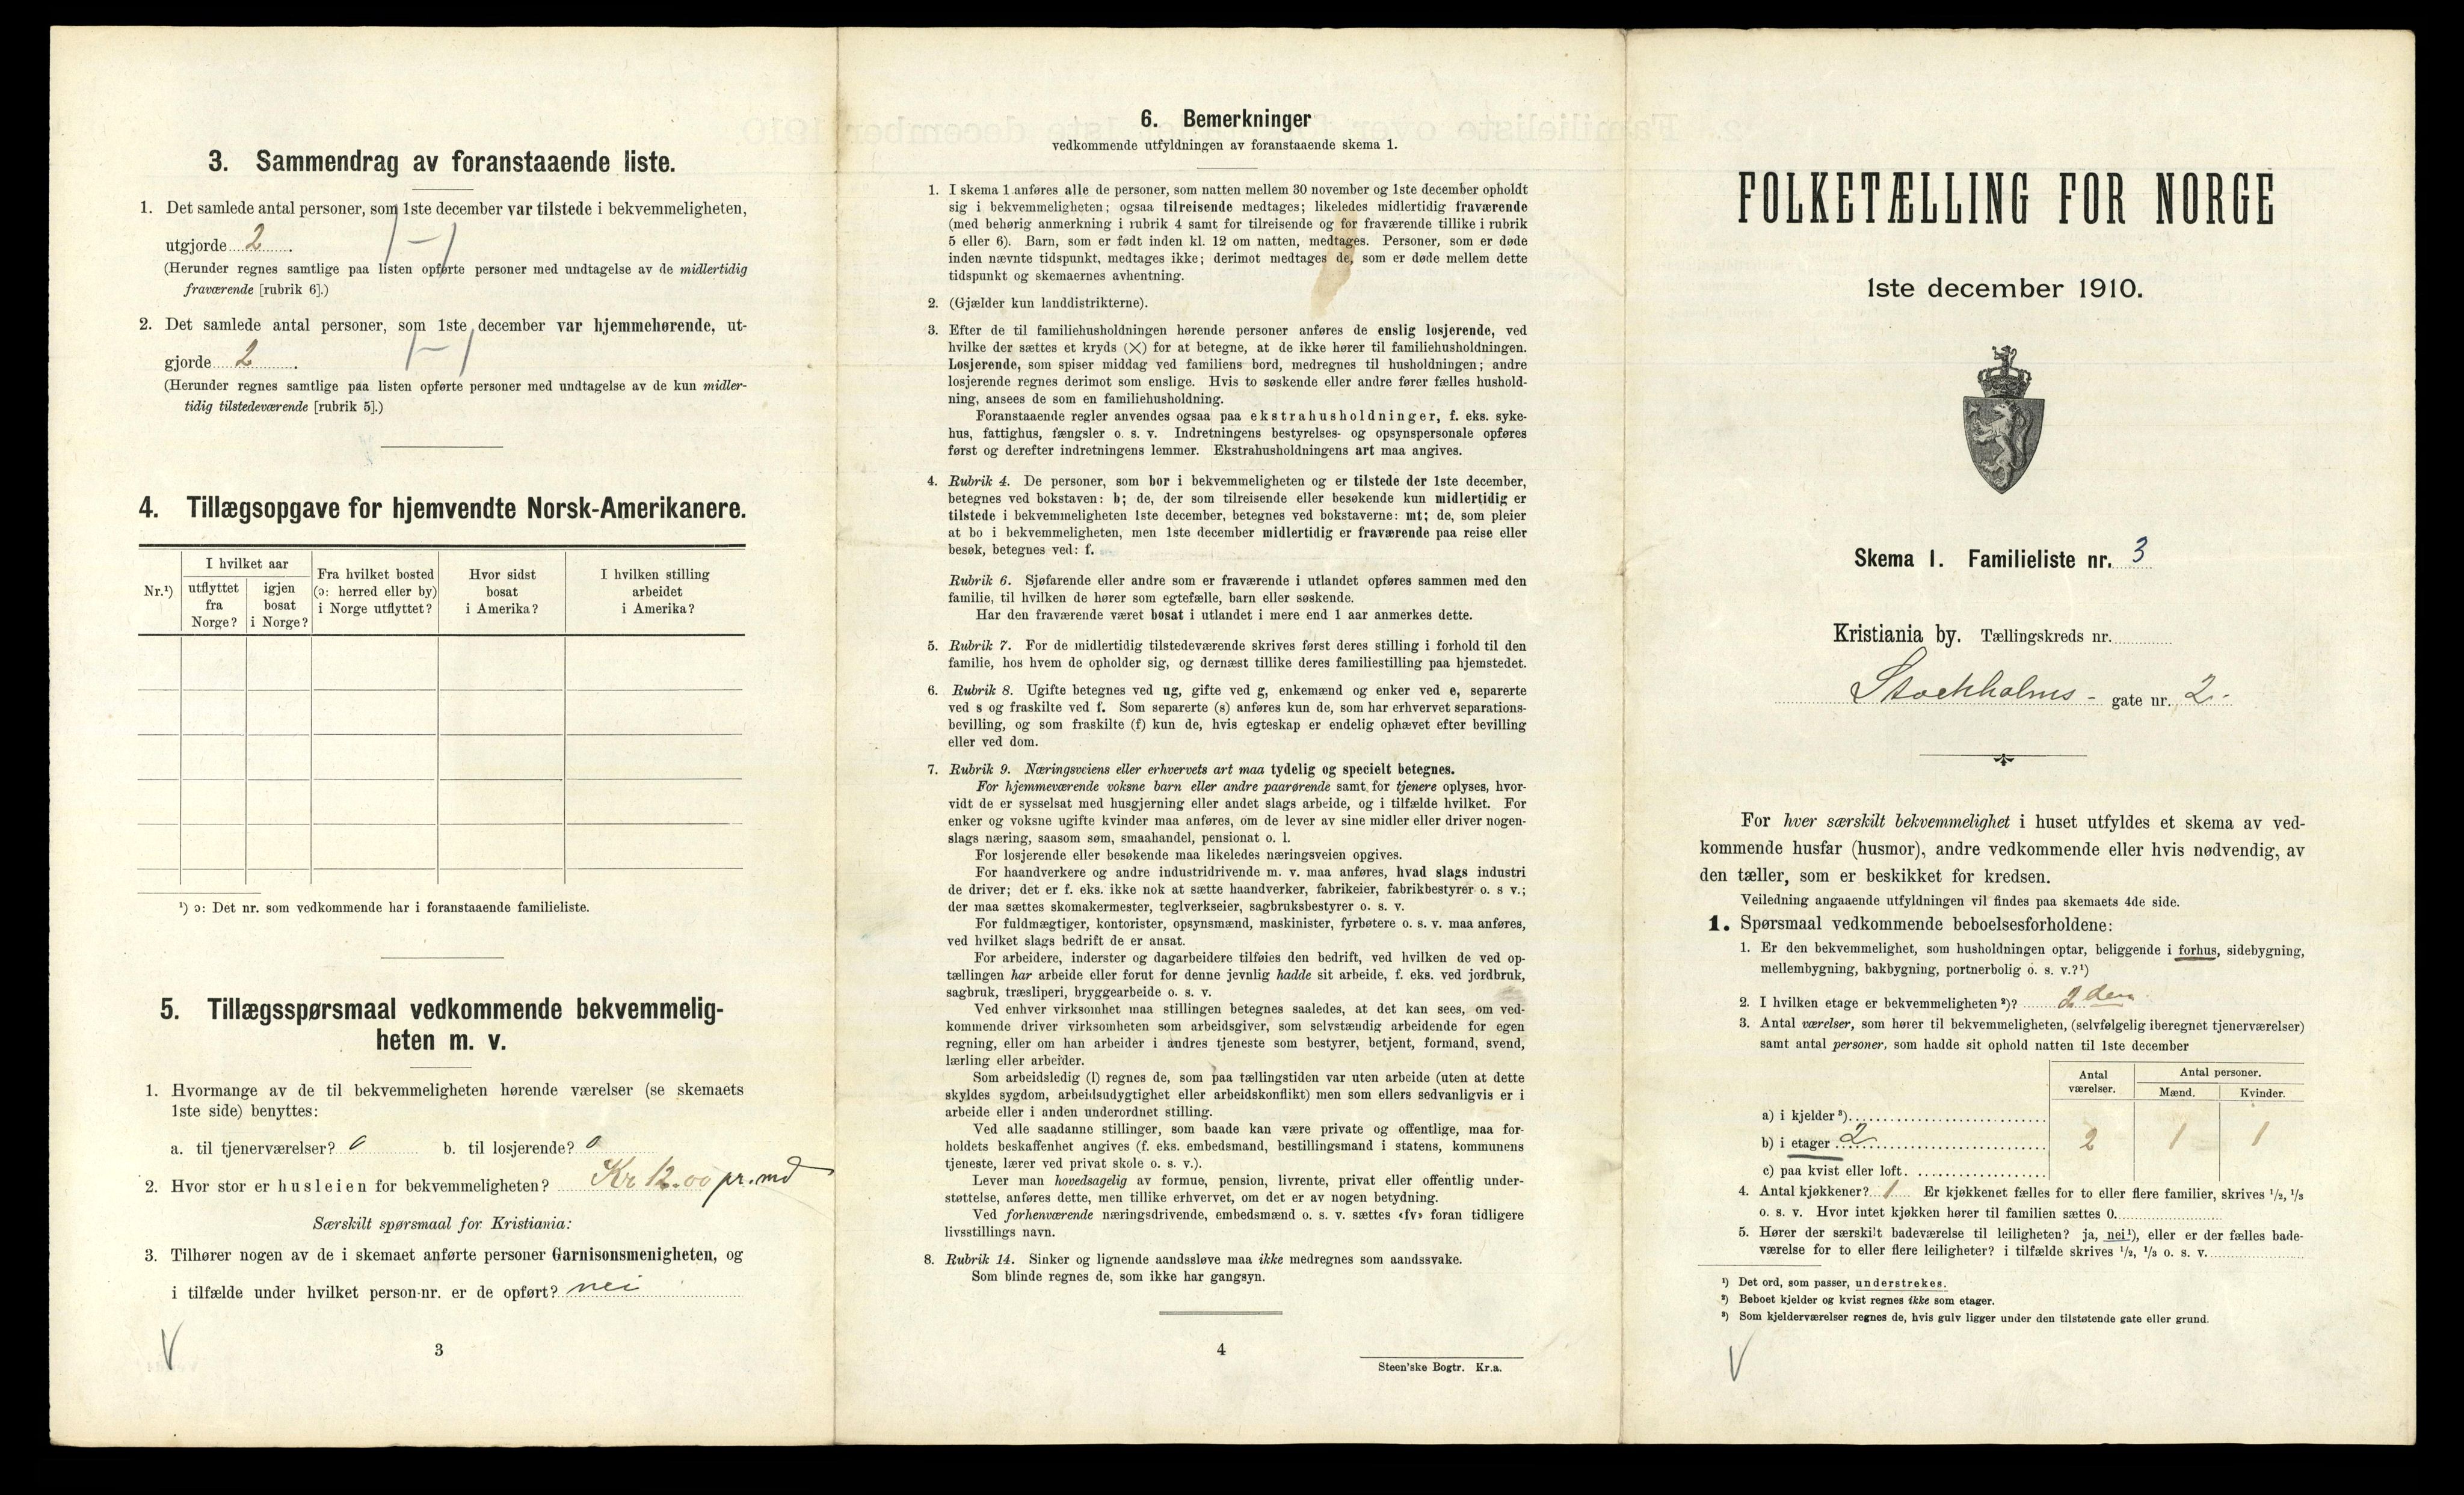 3. Sammendrag av foranstaaende liste.
1. Det samlede antal personer, som 1ste december var tilstede i bekvemmeligheten,
utgjorde 2 . 1–1
(Herunder regnes samtlige paa listen opførte personer med undtagelse av de midlertidig
fraværende [rubrik 6].)
2. Det samlede antal personer, som 1ste december var hjemmehørende, ut-
gjorde 2 . 1–1
(Herunder regnes samtlige paa listen opførte personer med undtagelse av de kun midler-
tidig tilstedeværende [rubrik 5].)
4. Tillægsopgave for hjemvendte Norsk-Amerikanere.
Nr.¹)
I hvilket aar
utflyttet
fra
Norge?
igjen
bosat
i Norge?
Fra hvilket bosted
(ɔ: herred eller by)
i Norge utflyttet?
Hvor sidst
bosat
i Amerika?
I hvilken stilling
arbeidet
i Amerika?
¹) ɔ: Det nr. som vedkommende har i foranstaaende familieliste.
5. Tillægsspørsmaal vedkommende bekvemmelig-
heten m. v.
1. Hvormange av de til bekvemmeligheten hørende værelser (se skemaets
1ste side) benyttes:
a. til tjenerværelser? 0 b. til losjerende? 0
2. Hvor stor er husleien for bekvemmeligheten? Kr 12.00 pr. md
Særskilt spørsmaal for Kristiania:
3. Tilhører nogen av de i skemaet anførte personer Garnisonsmenigheten, og
i tilfælde under hvilket person-nr. er de opført? nei
V
3
6. Bemerkninger
vedkommende utfyldningen av foranstaaende skema 1.
1. I skema 1 anføres alle de personer, som natten mellem 30 november og 1ste december opholdt
sig i bekvemmeligheten; ogsaa tilreisende medtages; likeledes midlertidig fraværende
(med behørig anmerkning i rubrik 4 samt for tilreisende og for fraværende tillike i rubrik
5 eller 6). Barn, som er født inden kl. 12 om natten, medtages. Personer, som er døde
inden nævnte tidspunkt, medtages ikke; derimot medtages de, som er døde mellem dette
tidspunkt og skemaernes avhentning.
2. (Gjælder kun landdistrikterne).
3. Efter de til familiehusholdningen hørende personer anføres de enslig losjerende, ved
hvilke der sættes et kryds (×) for at betegne, at de ikke hører til familiehusholdningen.
Losjerende, som spiser middag ved familiens bord, medregnes til husholdningen; andre
losjerende regnes derimot som enslige. Hvis to søskende eller andre fører fælles hushold-
ning, ansees de som en familiehusholdning.
Foranstaaende regler anvendes ogsaa paa ekstrahusholdninger, f. eks. syke-
hus, fattighus, fængsler o. s. v. Indretningens bestyrelses- og opsynspersonale opføres
først og derefter indretningens lemmer. Ekstrahusholdningens art maa angives.
4. Rubrik 4. De personer, som bor i bekvemmeligheten og er tilstede der 1ste december,
betegnes ved bokstaven: b; de, der som tilreisende eller besøkende kun midlertidig er
tilstede i bekvemmeligheten 1ste december, betegnes ved bokstaverne: mt; de, som pleier
at bo i bekvemmeligheten, men 1ste december midlertidig er fraværende paa reise eller
besøk, betegnes ved: f.
Rubrik 6. Sjøfarende eller andre som er fraværende i utlandet opføres sammen med den
familie, til hvilken de hører som egtefælle, barn eller søskende.
Har den fraværende været bosat i utlandet i mere end 1 aar anmerkes dette.
5. Rubrik 7. For de midlertidig tilstedeværende skrives først deres stilling i forhold til den
familie, hos hvem de opholder sig, og dernæst tillike deres familiestilling paa hjemstedet.
6. Rubrik 8. Ugifte betegnes ved ug, gifte ved g, enkemænd og enker ved e, separerte
ved s og fraskilte ved f. Som separerte (s) anføres kun de, som har erhvervet separations-
bevilling, og som fraskilte (f) kun de, hvis egteskap er endelig ophævet efter bevilling
eller ved dom.
7. Rubrik 9. Næringsveiens eller erhvervets art maa tydelig og specielt betegnes.
For hjemmeværende voksne barn eller andre paarørende samt for tjenere oplyses, hvor-
vidt de er sysselsat med husgjerning eller andet slags arbeide, og i tilfælde hvilket. For
enker og voksne ugifte kvinder maa anføres, om de lever av sine midler eller driver nogen-
slags næring, saasom søm, smaahandel, pensionat o. l.
For losjerende eller besøkende maa likeledes næringsveien opgives.
For haandverkere og andre industridrivende m. v. maa anføres, hvad slags industri
de driver; det er f. eks. ikke nok at sætte haandverker, fabrikeier, fabrikbestyrer o. s v.;
der maa sættes skomakermester, teglverkseier, sagbruksbestyrer o. s. v.
For fuldmægtiger, kontorister, opsynsmænd, maskinister, fyrbøtere o. s. v. maa anføres,
ved hvilket slags bedrift de er ansat.
For arbeidere, inderster og dagarbeidere tilføies den bedrift, ved hvilken de ved op-
tællingen har arbeide eller forut for denne jevnlig hadde sit arbeide, f. eks. ved jordbruk,
sagbruk, træsliperi, bryggearbeide o. s. v.
Ved enhver virksomhet maa stillingen betegnes saaledes, at det kan sees, om ved-
kommende driver virksomheten som arbeidsgiver, som selvstændig arbeidende for egen
regning, eller om han arbeider i andres tjeneste som bestyrer, betjent, formand, svend,
lærling eller arbeider.
Som arbeidsledig (l) regnes de, som paa tællingstiden var uten arbeide (uten at dette
skyldes sygdom, arbeidsudygtighet eller arbeidskonflikt) men som ellers sedvanligvis er i
arbeide eller i anden underordnet stilling.
Ved alle saadanne stillinger, som baade kan være private og offentlige, maa for-
holdets beskaffenhet angives (f. eks. embedsmand, bestillingsmand i statens, kommunens
tjeneste, lærer ved privat skole o. s. v.).
Lever man hovedsagelig av formue, pension, livrente, privat eller offentlig under-
støttelse, anføres dette, men tillike erhvervet, om det er av nogen betydning.
Ved forhenværende næringsdrivende, embedsmænd o. s. v. sættes «fv» foran tidligere
livsstillings navn.
8. Rubrik 14. Sinker og lignende aandssløve maa ikke medregnes som aandssvake.
Som blinde regnes de, som ikke har gangsyn.
4
Steen'ske Bogtr. Kr.a.
FOLKETÆLLING FOR NORGE
1ste december 1910.
Skema 1. Familieliste nr. 3
Kristiania by. Tællingskreds nr.
Stockholms - gate nr. 2 -
For hver særskilt bekvemmelighet i huset utfyldes et skema av ved-
kommende husfar (husmor), andre vedkommende eller hvis nødvendig, av
den tæller, som er beskikket for kredsen.
Veiledning angaaende utfyldningen vil findes paa skemaets 4de side.
1. Spørsmaal vedkommende beboelsesforholdene:
1. Er den bekvemmelighet, som husholdningen optar, beliggende i forhus, sidebygning,
mellembygning, bakbygning, portnerbolig o. s. v.?¹)
2. I hvilken etage er bekvemmeligheten ²)? 2den
3. Antal værelser, som hører til bekvemmeligheten, (selvfølgelig iberegnet tjenerværelser)
samt antal personer, som hadde sit ophold natten til 1ste december
Antal
værelser.
Antal personer.
Mænd. Kvinder.
a) i kjelder ³)
b) i etager 2 2 1 1
c) paa kvist eller loft.
4. Antal kjøkkener? 1 Er kjøkkenet fælles for to eller flere familier, skrives ¹/₂, ¹/₃
o. s. v. Hvor intet kjøkken hører til familien sættes 0.
5. Hører der særskilt badeværelse til leiligheten? ja, nei¹), eller er der fælles bade-
værelse for to eller flere leiligheter? i tilfælde skrives ¹/₂, ¹/₃ o. s. v.
¹) Det ord, som passer, understrekes.
²) Beboet kjelder og kvist regnes ikke som etager.
³) Som kjelderværelser regnes de, hvis gulv ligger under den tilstøtende gate eller grund.
V